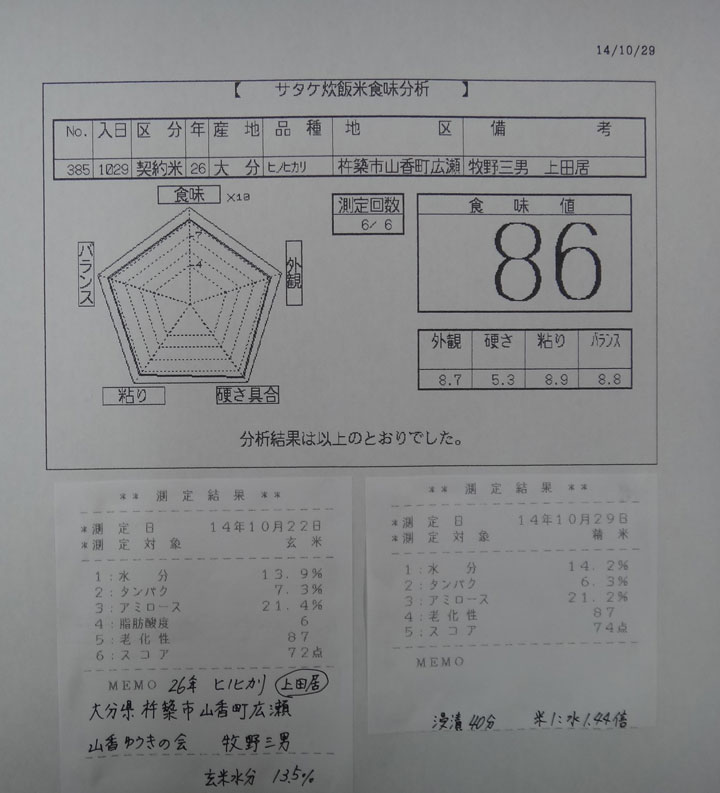 14/10/29
【 サタケ炊飯米食味分析 】
No. 入日 区分 年 産地 品種 地区 備考
385 1029 契約米 26 大分 ヒノヒカリ 杵築市山香町広瀬 牧野三男 上田居
食味 ×10
7
4
バランス
外観
粘り
硬さ具合
測定回数
6/ 6
食味値
86
外観 硬さ 粘り バランス
8.7 5.3 8.9 8.8
分析結果は以上のとおりでした。
** 測定結果 **
*測定日 14年10月22日
*測定対象 玄米
1:水分 13.9%
2:タンパク 7.3%
3:アミロース 21.4%
4:脂肪酸度 6
5:老化性 87
6:スコア 72点
MEMO 26年 ヒノヒカリ 上田居
大分県杵築市山香町広瀬
山香ゆうきの会 牧野三男
玄米水分 13.5%
** 測定結果 **
*測定日 14年10月29日
*測定対象 精米
1:水分 14.2%
2:タンパク 6.3%
3:アミロース 21.2%
4:老化性 87
5:スコア 74点
MEMO
浸漬40分 米1に水1.44倍